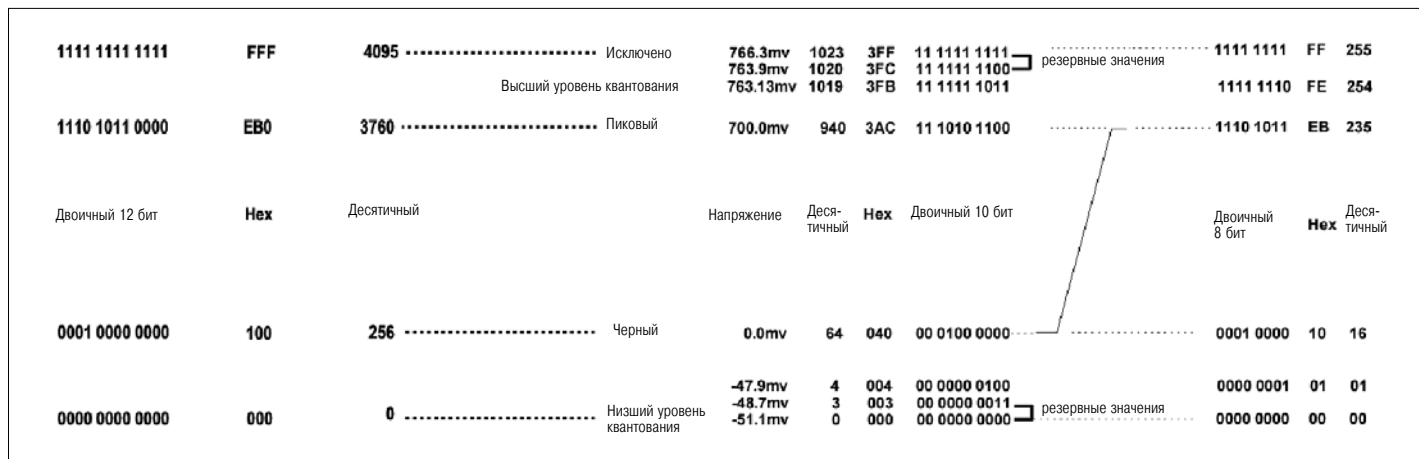 1111 1111 1111 FFF 4095 Исключено 766.3mv 1023 3FF 11 1111 1111 резервные значения 1111 1111 FF 255
763.9mv 1020 3FC 11 1111 1100
Высший уровень квантования 763.13mv 1019 3FB 11 1111 1011 1111 1110 FE 254
1110 1011 0000 EB0 3760 Пиковый 700.0mv 940 3AC 11 1010 1100 1110 1011 EB 235
Двоичный 12 бит Hex Десятичный Напряжение Деся-
тичный Hex Двоичный 10 бит Двоичный
8 бит Hex Деся-
тичный
0001 0000 0000 100 256 Черный 0.0mv 64 040 00 0100 0000 0001 0000 10 16
-47.9mv 4 004 00 0000 0100 0000 0001 01 01
-48.7mv 3 003 00 0000 0011
0000 0000 0000 000 0 Низший уровень
квантования -51.1mv 0 000 00 0000 0000 резервные значения 0000 0000 00 00